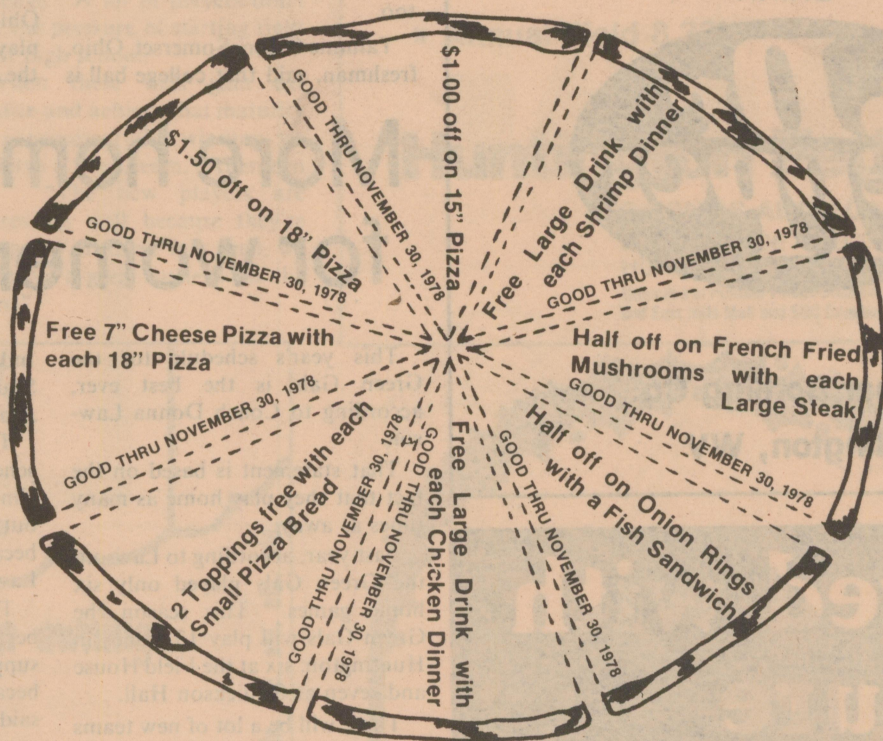 $1.00 off on 15" Pizza
Free Large Drink with
each Shrimp Dinner
GOOD THRU NOVEMBER 30, 1978
Half off on French Fried
Mushrooms with each
Large Steak
GOOD THRU NOVEMBER 30, 1978
Half off on Onion Rings
with a Fish Sandwich
GOOD THRU NOVEMBER 30, 1978
Free Large Drink with
each Chicken Dinner
GOOD THRU NOVEMBER 30, 1978
GOOD THRU NOVEMBER 30, 1978
2 Toppings free with each
Small Pizza Bread
GOOD THRU NOVEMBER 30, 1978
Free 7" Cheese Pizza with
each 18" Pizza
GOOD THRU NOVEMBER 30, 1978
$1.50 off on 18" Pizza
GOOD THRU NOVEMBER 30, 1978